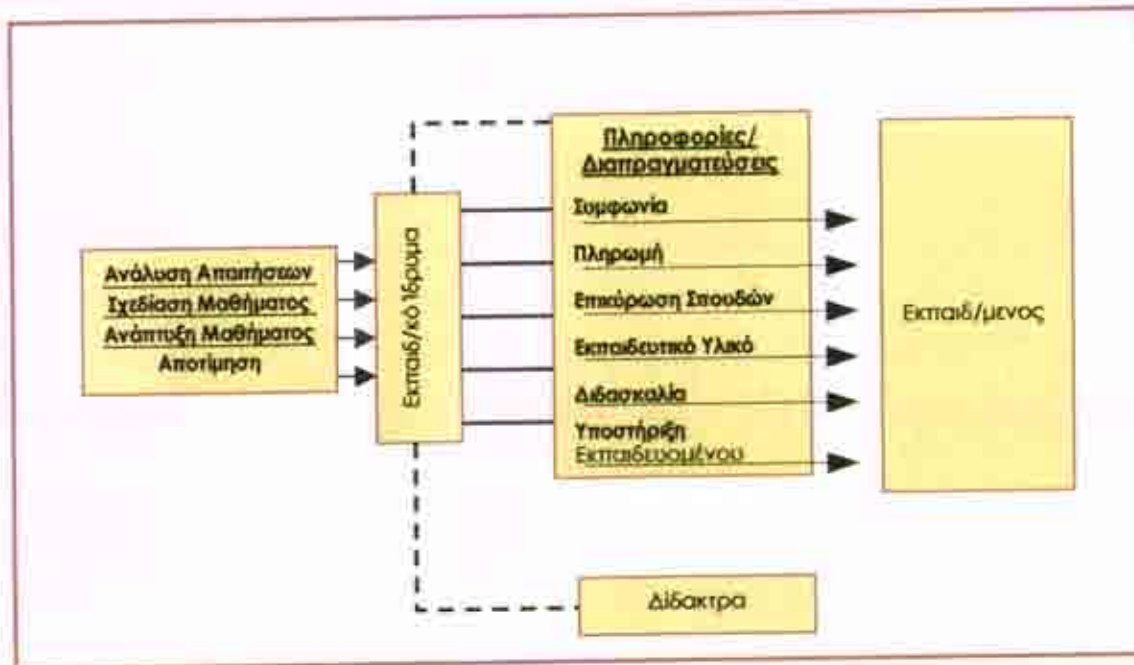 Ανάλυση Απαιτήσεων
Σχεδίαση Μαθήματος
Ανάπτυξη Μαθήματος
Αποτίμηση
Εκπαιδ/κό Ίδρυμα
Πληροφορίες/
Διαπραγματεύσεις
Συμφωνία
Πληρωμή
Επικύρωση Σπουδών
Εκπαιδευτικό Υλικό
Διδασκαλία
Υποστήριξη
Εκπαιδευομένου
Εκπαιδ/μενος
Δίδακτρα